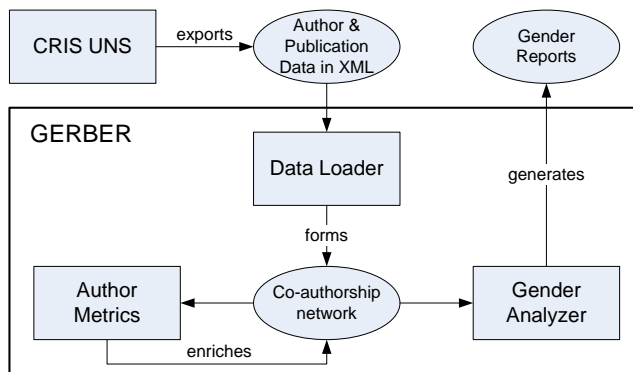 CRIS UNS
exports
Author &
Publication
Data in XML
Gender
Reports
GERBER
Data Loader
generates
forms
Author
Metrics
Co-authorship
network
Gender
Analyzer
enriches